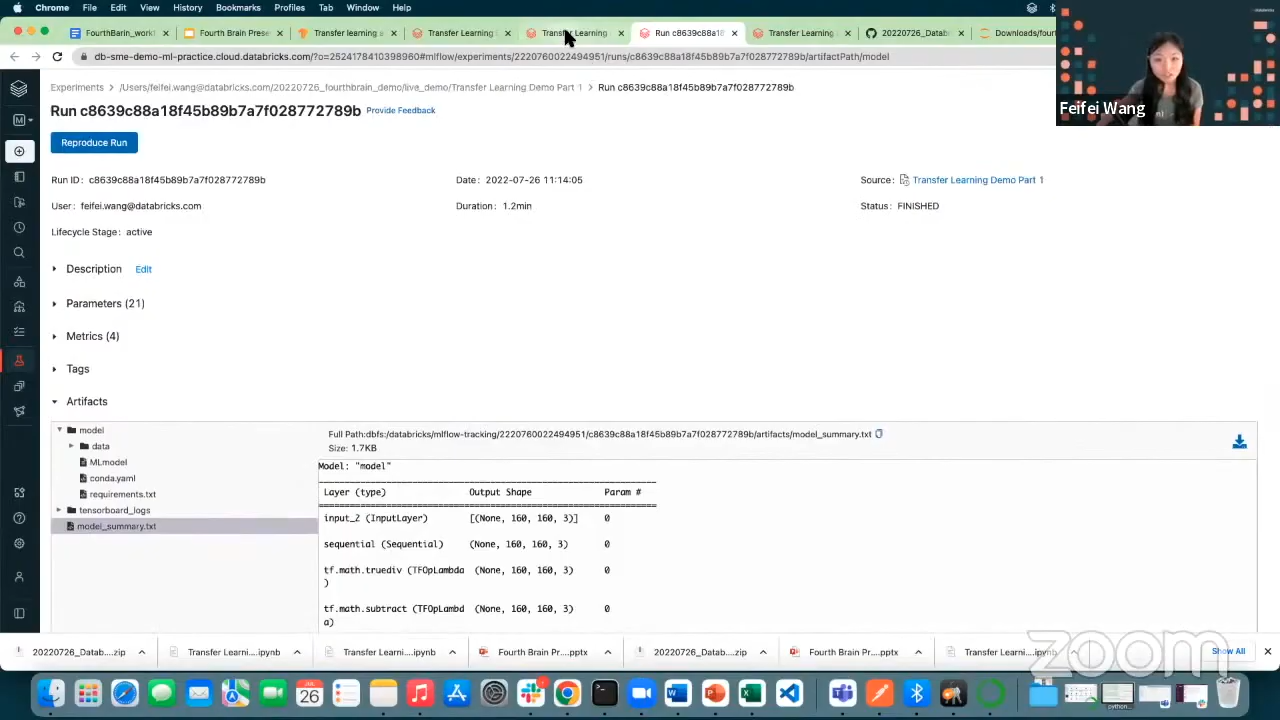 Chrome File Edit View History Bookmarks Profiles Tab Window Help
FourthBarin_work Fourth Brain Prese Transfer learning a Transfer Learning Transfer Learning Run c8639c88a18 Transfer Learning 20220726_Datab Downloads/fourt
db-sme-demo-ml-practice.cloud.databricks.com/?o=2524178410398960#mlflow/experiments/2220760022494951/runs/c8639c88a18f45b89b7a7f028772789b/artifactPath/model
Feifei Wang
Experiments > /Users/feifei.wang@databricks.com/20220726_fourthbrain_demo/live_demo/Transfer Learning Demo Part 1 > Run c8639c88a18f45b89b7a7f028772789b
Run c8639c88a18f45b89b7a7f028772789b Provide Feedback
Reproduce Run
Run ID: c8639c88a18f45b89b7a7f028772789b Date: 2022-07-26 11:14:05 Source: Transfer Learning Demo Part 1
User: feifei.wang@databricks.com Duration: 1.2min Status: FINISHED
Lifecycle Stage: active
Description Edit
Parameters (21)
Metrics (4)
Tags
Artifacts
model
data
MLmodel
conda.yaml
requirements.txt
tensorboard_logs
model_summary.txt
Full Path:dbfs:/databricks/mlflow-tracking/2220760022494951/c8639c88a18f45b89b7a7f028772789b/artifacts/model_summary.txt
Size: 1.7KB
Model: "model"
Layer (type) Output Shape Param #
input_2 (InputLayer) [(None, 160, 160, 3)] 0
sequential (Sequential) (None, 160, 160, 3) 0
tf.math.truediv (TFOpLambda (None, 160, 160, 3) 0
)
tf.math.subtract (TFOpLambd (None, 160, 160, 3) 0
a)
20220726_Datab....zip Transfer Learni....ipynb Transfer Learni....ipynb Fourth Brain Pr....pptx 20220726_Datab....zip Fourth Brain Pr....pptx Transfer Learni....ipynb Show All
zoom
JUL
26
python...